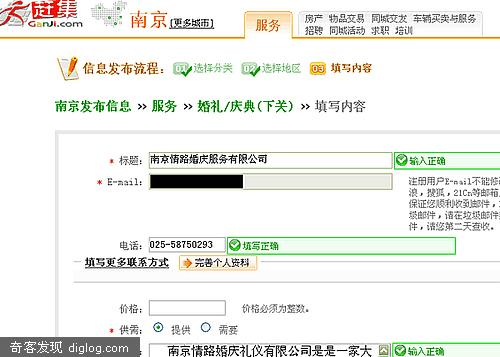 赶集
GanJi.com
南京 [更多城市]
服务
房产 物品交易 同城交友 车辆买卖与服务
招聘 同城活动 求职 培训
信息发布流程: 01 选择分类 02 选择地区 03 填写内容
南京发布信息 >> 服务 >> 婚礼/庆典(下关) >> 填写内容
* 标题: 南京情路婚庆服务有限公司 输入正确
* E-mail:
注册用户E-mail不能修
浪, 搜狐, 21Cn等邮箱,
保证您顺利收到邮件,
圾邮件, 请在垃圾邮件
件, 请您第二天查收。
电话: 025-58750293 填写正确
填写更多联系方式 完善个人资料
价格: 价格必须为整数。
* 供需: 提供 需要
南京情路婚庆礼仪有限公司是是一家大 输入正确
奇客发现 diglog.com